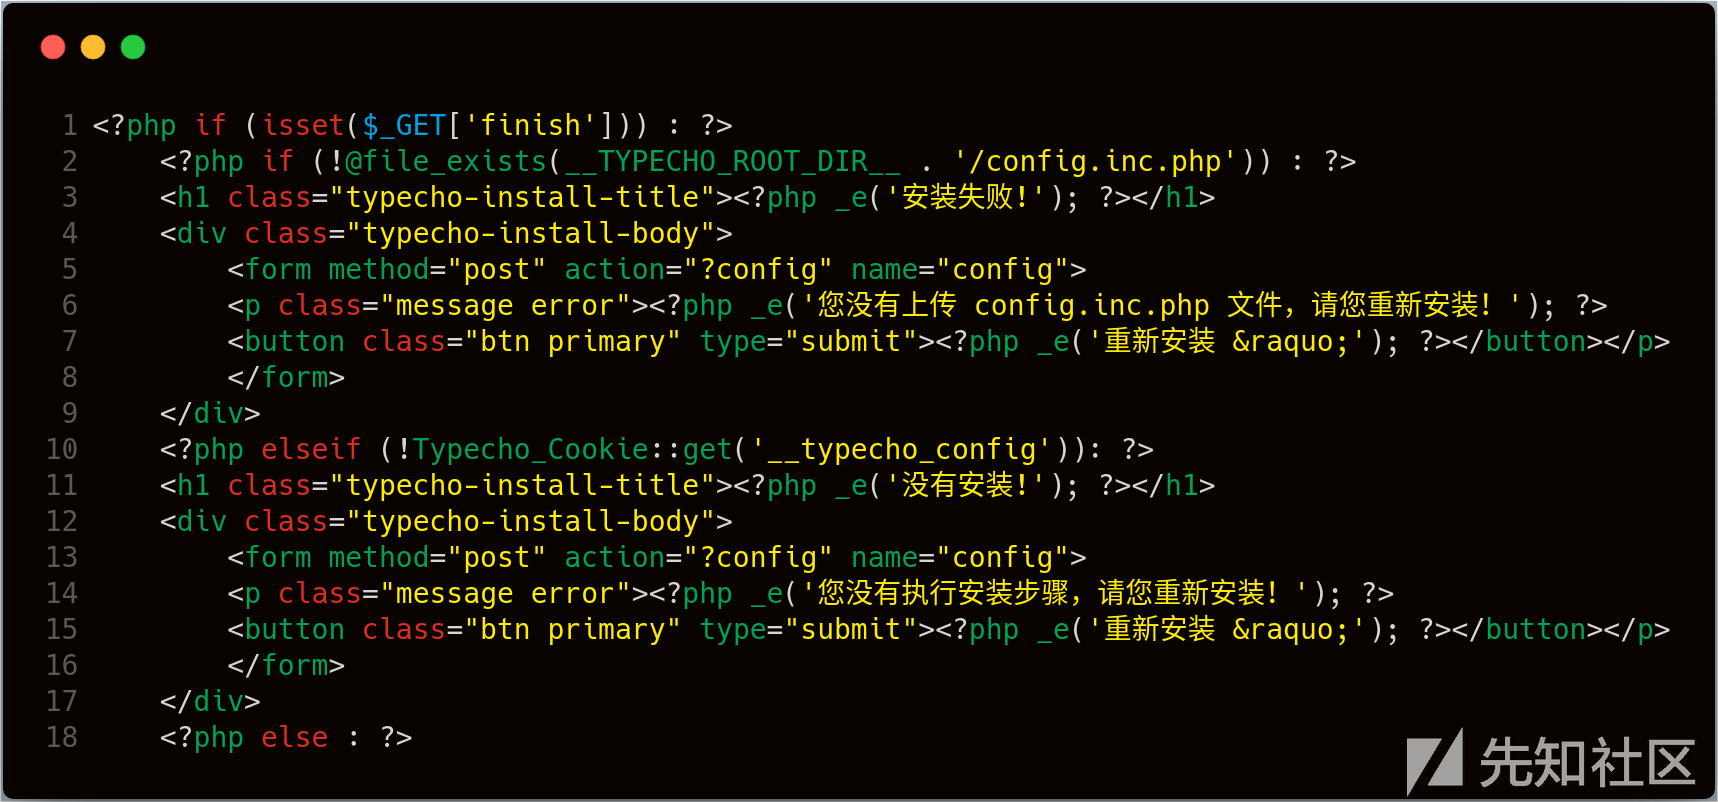 1 <?php if (isset($_GET['finish'])) : ?>
2     <?php if (!@file_exists(__TYPECHO_ROOT_DIR__ . '/config.inc.php')) : ?>
3     <h1 class="typecho-install-title"><?php _e('安装失败!'); ?></h1>
4     <div class="typecho-install-body">
5         <form method="post" action="?config" name="config">
6         <p class="message error"><?php _e('您没有上传 config.inc.php 文件，请您重新安装！'); ?>
7         <button class="btn primary" type="submit"><?php _e('重新安装 &raquo;'); ?></button></p>
8         </form>
9     </div>
10     <?php elseif (!Typecho_Cookie::get('__typecho_config')): ?>
11     <h1 class="typecho-install-title"><?php _e('没有安装!'); ?></h1>
12     <div class="typecho-install-body">
13         <form method="post" action="?config" name="config">
14         <p class="message error"><?php _e('您没有执行安装步骤，请您重新安装！'); ?>
15         <button class="btn primary" type="submit"><?php _e('重新安装 &raquo;'); ?></button></p>
16         </form>
17     </div>
18     <?php else : ?>
先知社区